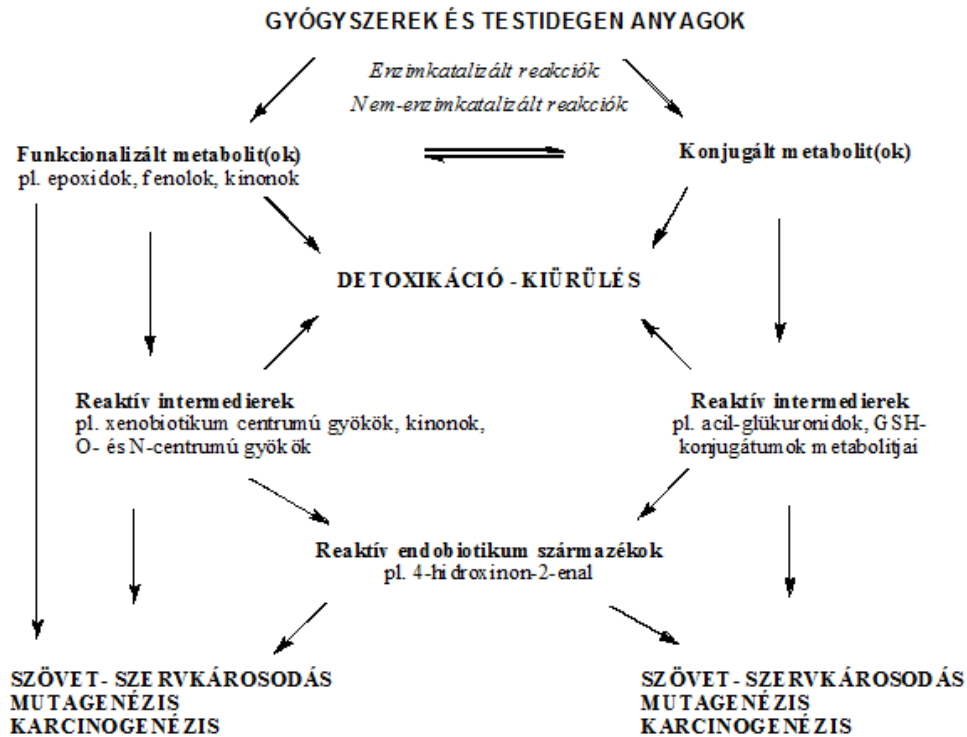 GYÓGYSZEREK ÉS TESTIDEGEN ANYAGOK
Enzimkatalizált reakciók
Nem-enzimkatalizált reakciók
Funkcionalizált metabolit(ok)
pl. epoxidok, fenolok, kinonok
Konjugált metabolit(ok)
DETOXIKÁCIÓ - KIÜRÜLÉS
Reaktív intermedierek
pl. xenobiotikum centrumú gyökök, kinonok,
O- és N-centrumú gyökök
Reaktív intermedierek
pl. acil-glükuronidok, GSH-
konjugátumok metabolitjai
Reaktív endobiotikum származékok
pl. 4-hidroxinon-2-enal
SZÖVET- SZERVKÁROSODÁS
MUTAGENÉZIS
KARCINOGENÉZIS
SZÖVET- SZERVKÁROSODÁS
MUTAGENÉZIS
KARCINOGENÉZIS